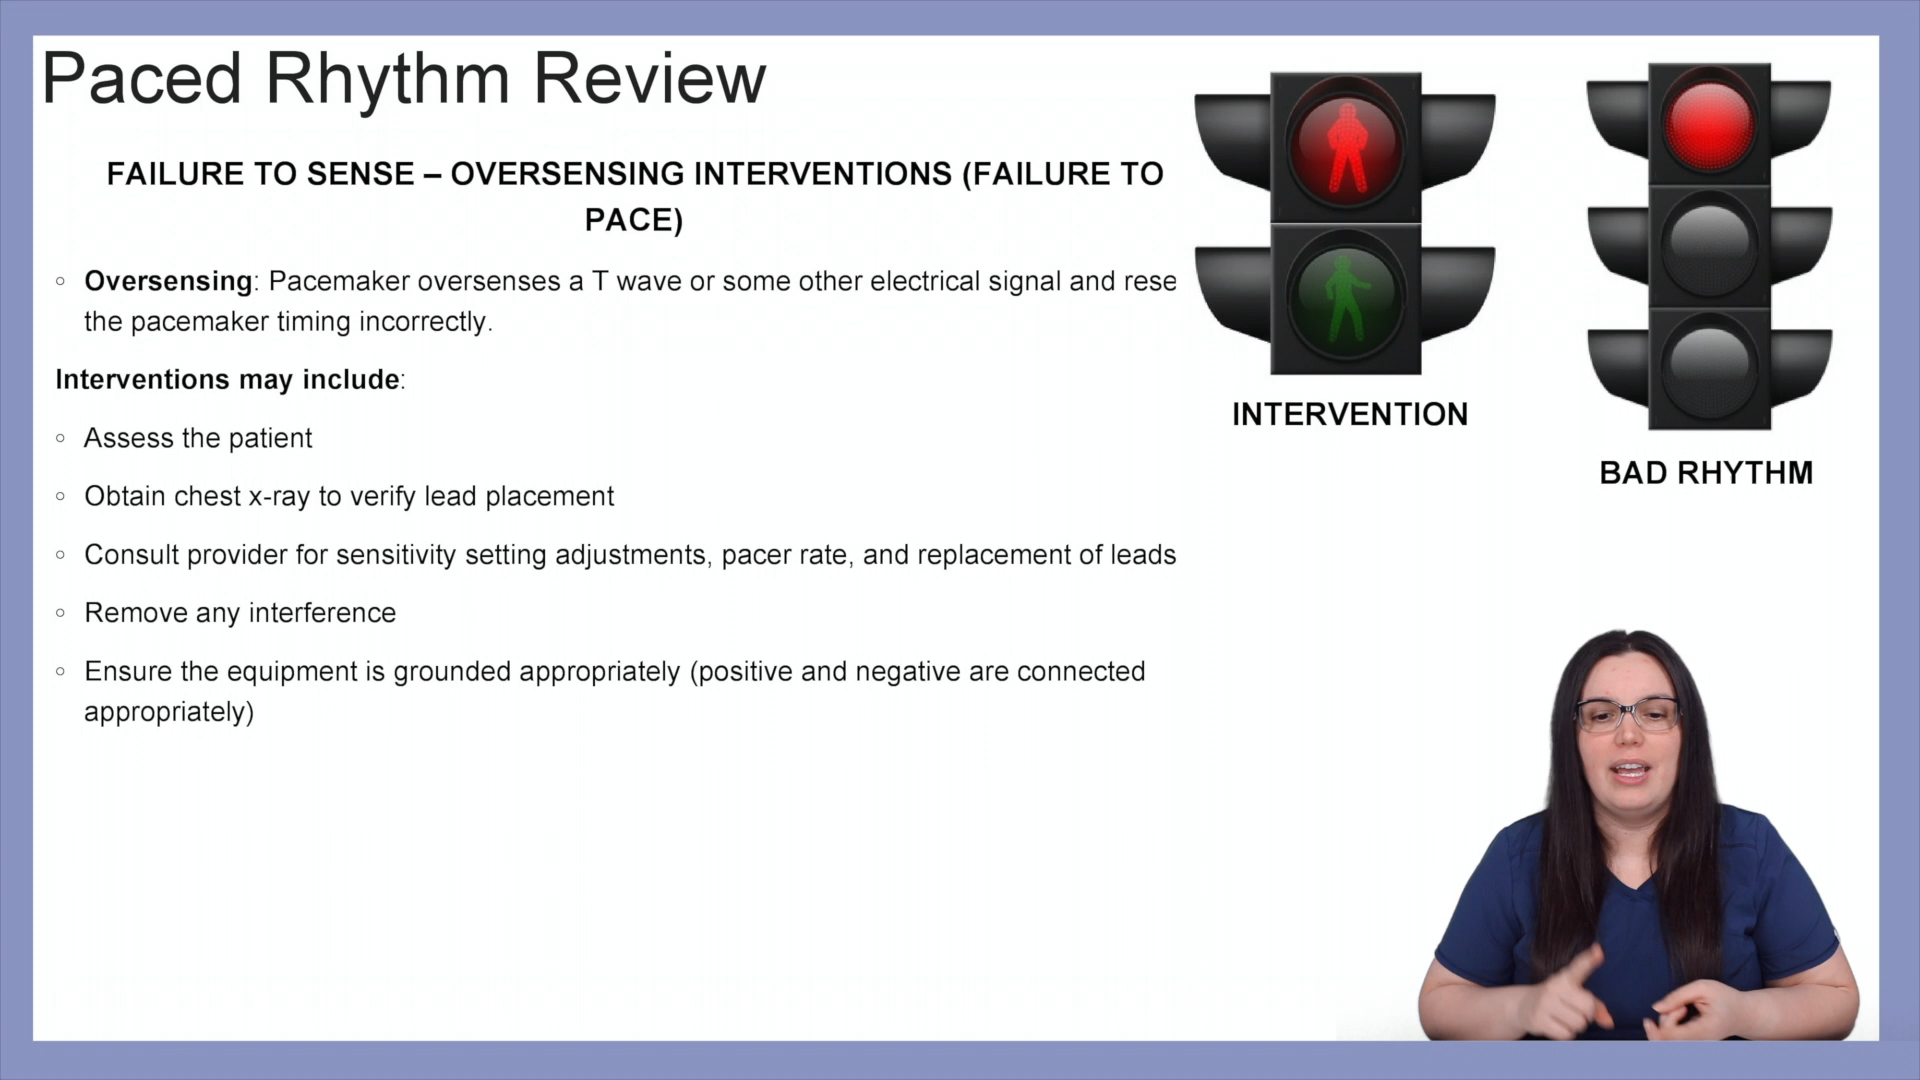 Paced Rhythm Review
FAILURE TO SENSE – OVERSENSING INTERVENTIONS (FAILURE TO
PACE)
◦ Oversensing: Pacemaker oversenses a T wave or some other electrical signal and rese
the pacemaker timing incorrectly.
Interventions may include:
◦ Assess the patient
◦ Obtain chest x-ray to verify lead placement
◦ Consult provider for sensitivity setting adjustments, pacer rate, and replacement of leads
◦ Remove any interference
◦ Ensure the equipment is grounded appropriately (positive and negative are connected
appropriately)
INTERVENTION
BAD RHYTHM